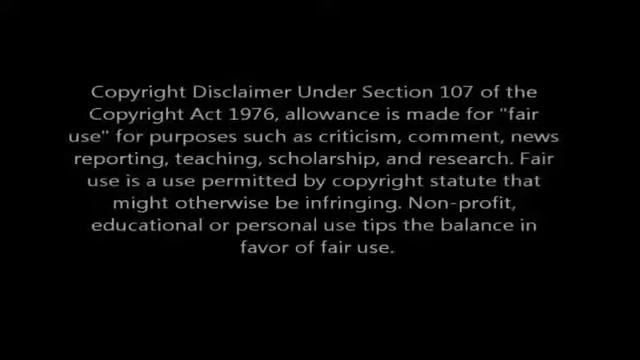 Copyright Disclaimer Under Section 107 of the
Copyright Act 1976, allowance is made for "fair
use" for purposes such as criticism, comment, news
reporting, teaching, scholarship, and research. Fair
use is a use permitted by copyright statute that
might otherwise be infringing. Non-profit,
educational or personal use tips the balance in
favor of fair use.